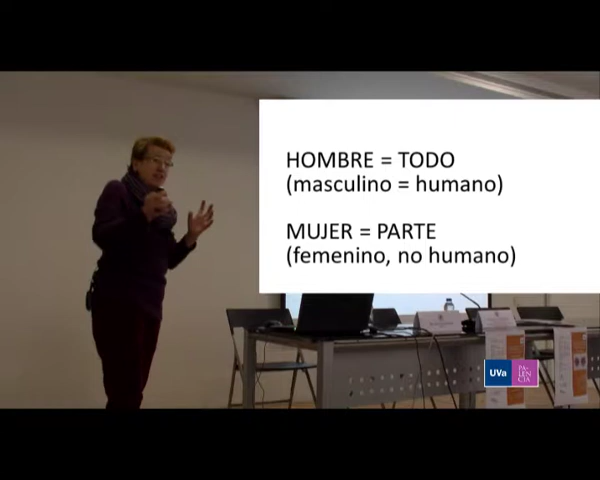 HOMBRE = TODO
(masculino = humano)
MUJER = PARTE
(femenino, no humano)
UVa
PA-
LEN
CIA